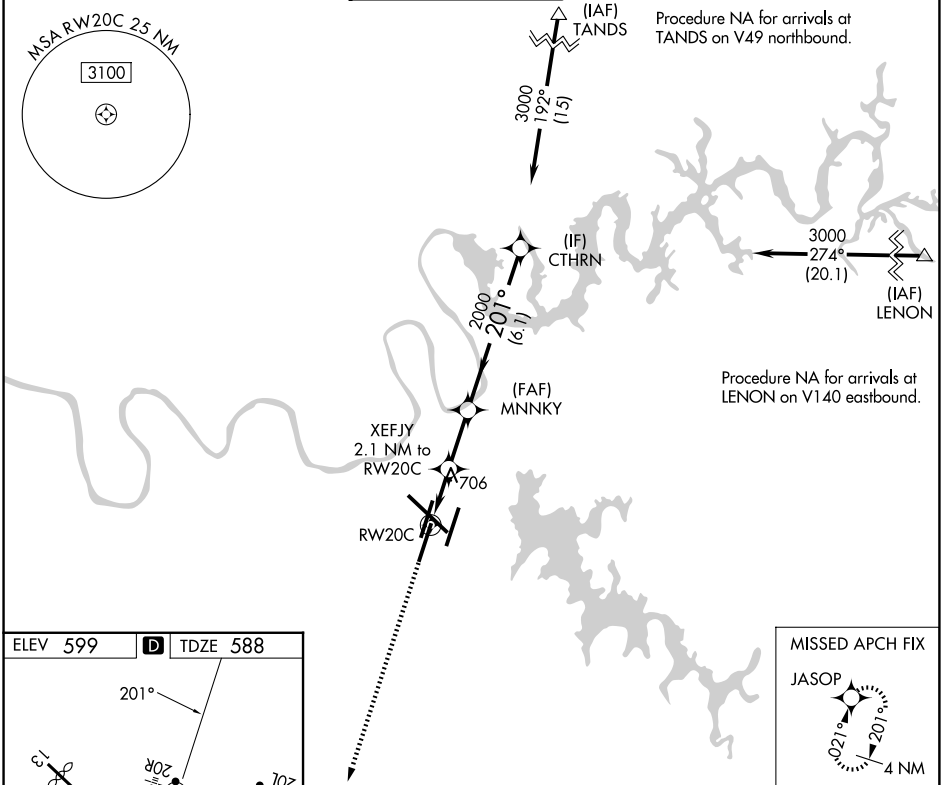 MSA RW20C 25 NM
3100
(IAF)
TANDS
Procedure NA for arrivals at
TANDS on V49 northbound.
3000
192°
(15)
(IF)
CTHRN
3000
274°
(20.1)
(IAF)
LENON
2000
201°
(6.1)
Procedure NA for arrivals at
LENON on V140 eastbound.
(FAF)
MNNKY
XEFJY
2.1 NM to
RW20C
706
RW20C
ELEV 599
D
TDZE 588
201°
13
20R
20L
MISSED APCH FIX
JASOP
021°
201°
4 NM